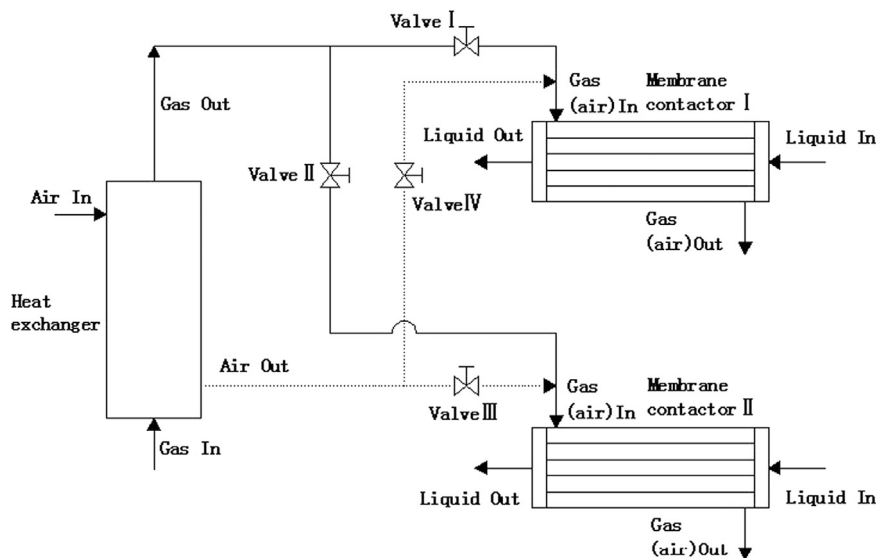 Valve Ⅰ
Gas Out
Gas
(air)In
Membrane
contactor Ⅰ
Liquid Out
Liquid In
Valve Ⅱ
Valve Ⅳ
Air In
Gas
(air)Out
Heat
exchanger
Air Out
Valve Ⅲ
Gas
(air)In
Membrane
contactor Ⅱ
Gas In
Liquid Out
Liquid In
Gas
(air)Out